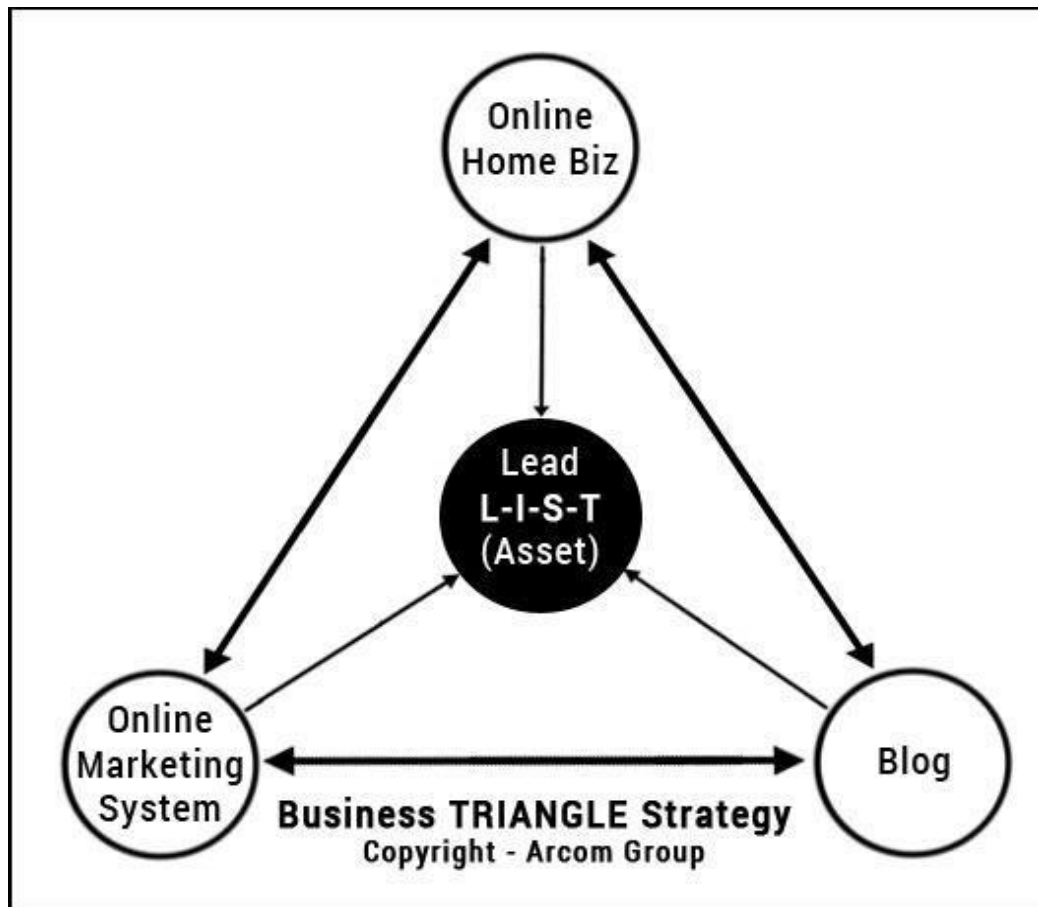 Online
Home Biz
Lead
L-I-S-T
(Asset)
Online
Marketing
System
Blog
Business TRIANGLE Strategy
Copyright - Arcom Group